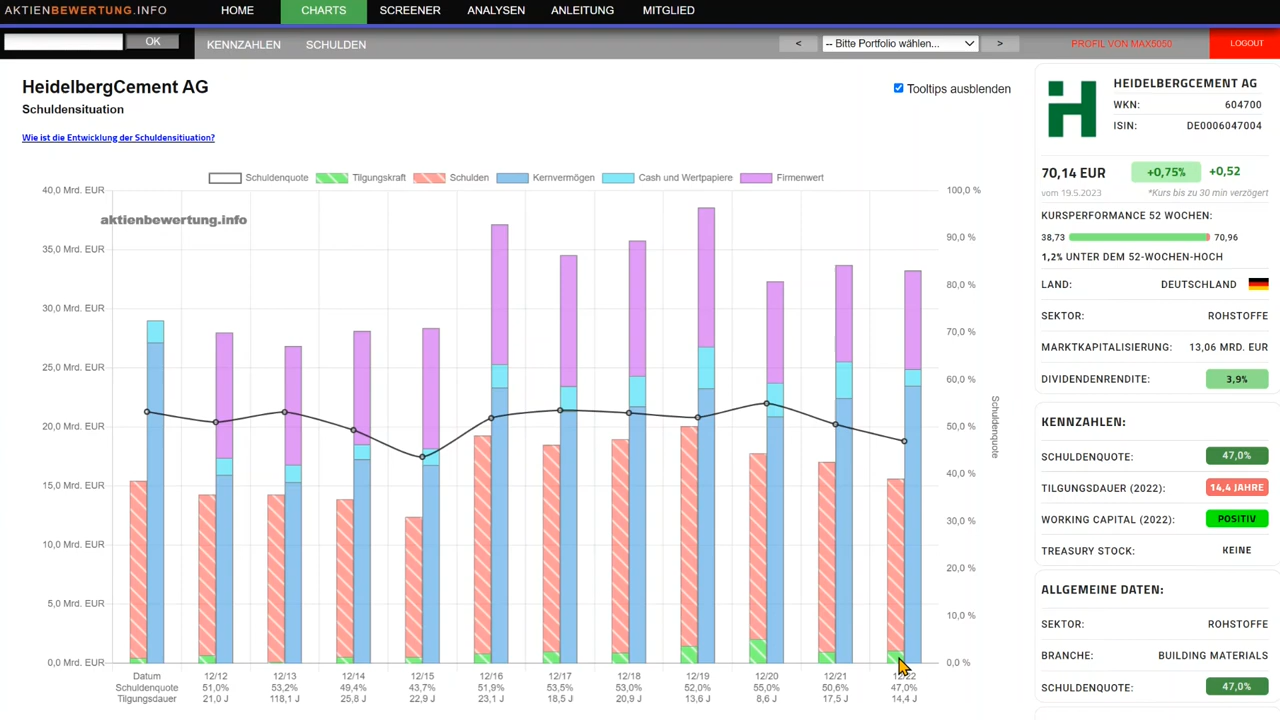 AKTIENBEWERTUNG.INFO
HOME CHARTS SCREENER ANALYSEN ANLEITUNG MITGLIED
OK
KENNZAHLEN SCHULDEN
< -- Bitte Portfolio wählen... >
PROFIL VON MAX5050
LOGOUT
HeidelbergCement AG
Schuldensituation
Tooltips ausblenden
Wie ist die Entwicklung der Schuldensitiuation?
Schuldenquote Tilgungskraft Schulden Kernvermögen Cash und Wertpapiere Firmenwert
aktienbewertung.info
40,0 Mrd. EUR
35,0 Mrd. EUR
30,0 Mrd. EUR
25,0 Mrd. EUR
20,0 Mrd. EUR
15,0 Mrd. EUR
10,0 Mrd. EUR
5,0 Mrd. EUR
0,0 Mrd. EUR
100,0 %
90,0 %
80,0 %
70,0 %
60,0 %
50,0 %
40,0 %
30,0 %
20,0 %
10,0 %
0,0 %
Schuldenquote
Datum 12/12 12/13 12/14 12/15 12/16 12/17 12/18 12/19 12/20 12/21 12/22
Schuldenquote 51,0% 53,2% 49,4% 43,7% 51,9% 53,5% 53,0% 52,0% 55,0% 50,6% 47,0%
Tilgungsdauer 21,0 J 118,1 J 25,8 J 22,9 J 23,1 J 18,5 J 20,9 J 13,6 J 8,6 J 17,5 J 14,4 J
HEIDELBERGCEMENT AG
WKN: 604700
ISIN: DE0006047004
70,14 EUR +0,75% +0,52
vom 19.5.2023 *Kurs bis zu 30 min verzögert
KURSPERFORMANCE 52 WOCHEN:
38,73 70,96
1,2% UNTER DEM 52-WOCHEN-HOCH
LAND: DEUTSCHLAND
SEKTOR: ROHSTOFFE
MARKTKAPITALISIERUNG: 13,06 MRD. EUR
DIVIDENDENRENDITE: 3,9%
KENNZAHLEN:
SCHULDENQUOTE: 47,0%
TILGUNGSDAUER (2022): 14,4 JAHRE
WORKING CAPITAL (2022): POSITIV
TREASURY STOCK: KEINE
ALLGEMEINE DATEN:
SEKTOR: ROHSTOFFE
BRANCHE: BUILDING MATERIALS
SCHULDENQUOTE: 47,0%